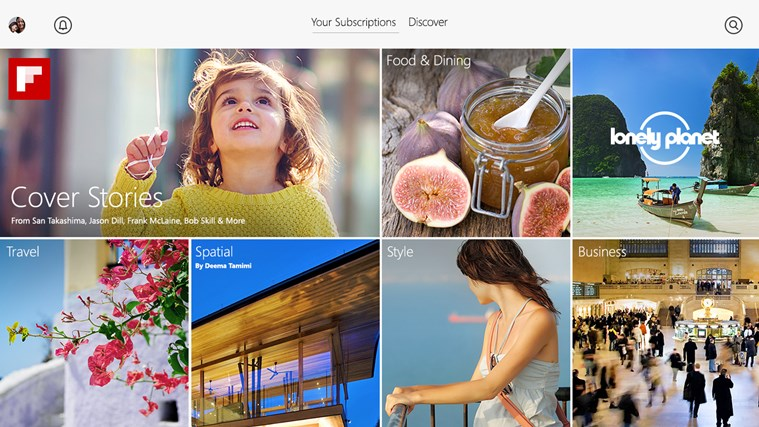 Your Subscriptions Discover
Food & Dining
lonely planet
Cover Stories
From San Takashima, Jason Dill, Frank McLaine, Bob Skill & More
Travel
Spatial
By Deema Tamimi
Style
Business